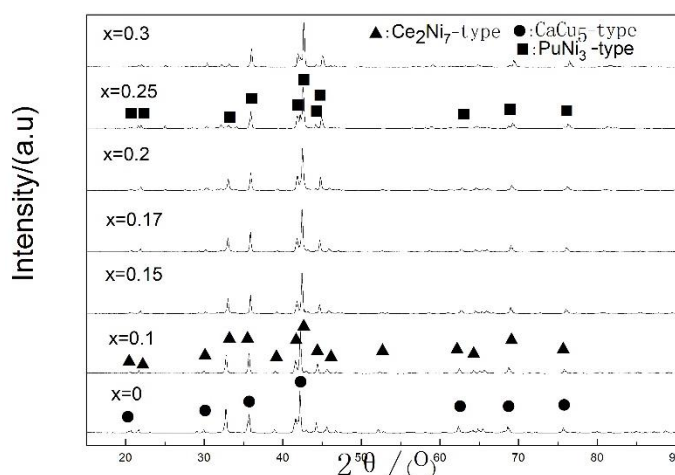 ▲:Ce₂Ni₇-type ●:CaCu₅-type
■:PuNi₃-type
x=0.3
x=0.25
x=0.2
x=0.17
x=0.15
x=0.1
x=0
Intensity/(a.u)
20 30 40 50 60 70 80 90
2θ/(O)